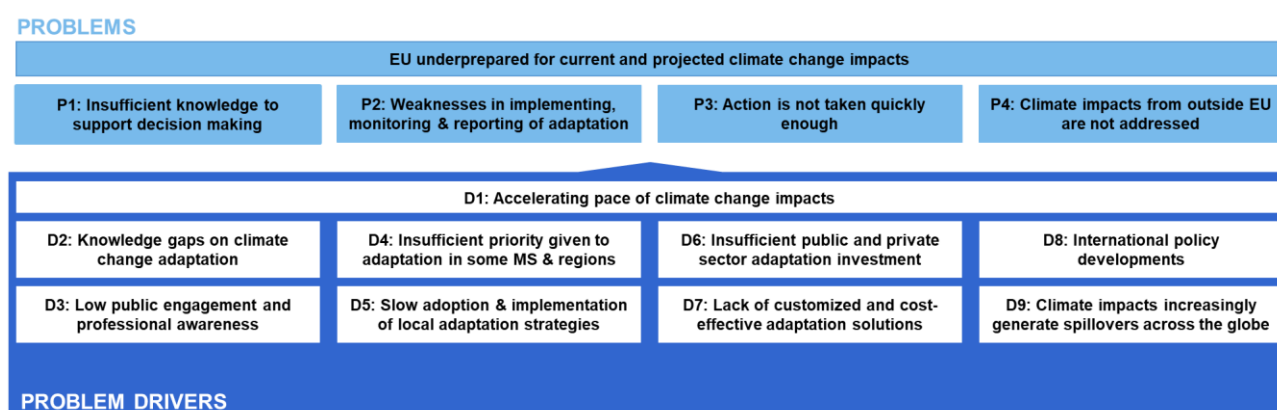 PROBLEMS
EU underprepared for current and projected climate change impacts
P1: Insufficient knowledge to
support decision making
P2: Weaknesses in implementing,
monitoring & reporting of adaptation
P3: Action is not taken quickly
enough
P4: Climate impacts from outside EU
are not addressed
D1: Accelerating pace of climate change impacts
D2: Knowledge gaps on climate
change adaptation
D4: Insufficient priority given to
adaptation in some MS & regions
D6: Insufficient public and private
sector adaptation investment
D8: International policy
developments
D3: Low public engagement and
professional awareness
D5: Slow adoption & implementation
of local adaptation strategies
D7: Lack of customized and cost-
effective adaptation solutions
D9: Climate impacts increasingly
generate spillovers across the globe
PROBLEM DRIVERS